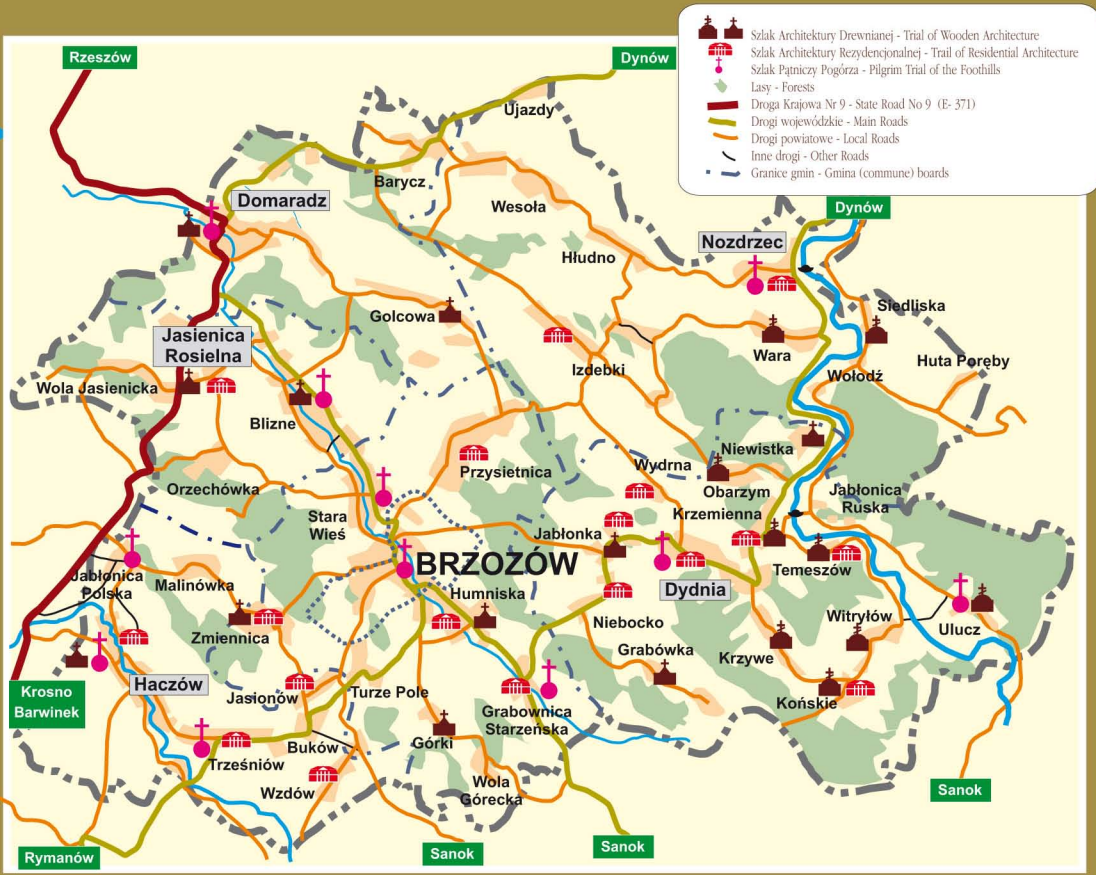 Szlak Architektury Drewnianej - Trial of Wooden Architecture
Szlak Architektury Rezydencjonalnej - Trail of Residential Architecture
Szlak Pątniczy Pogórza - Pilgrim Trial of the Foothills
Lasy - Forests
Droga Krajowa Nr 9 - State Road No 9 (E- 371)
Drogi wojewódzkie - Main Roads
Drogi powiatowe - Local Roads
Inne drogi - Other Roads
Granice gmin - Gmina (commune) boards
Rzeszów
Dynów
Ujazdy
Barycz
Domaradz
Wesoła
Dynów
Nozdrzec
Hłudno
Siedliska
Golcowa
Jasienica
Rosielna
Wara
Huta Poręby
Izdebki
Wołodź
Wola Jasienicka
Blizne
Niewistka
Przysietnica
Wydrna
Orzechówka
Obarzym
Jabłonica
Ruska
Krzemienna
Stara
Wieś
Jabłonka
BRZOZÓW
Temeszów
Jabłonica
Polska
Malinówka
Dydnia
Humniska
Niebocko
Witryłów
Ulucz
Zmiennica
Grabówka
Krzywe
Haczów
Krosno
Barwinek
Jasionów
Turze Pole
Końskie
Grabownica
Starzeńska
Buków
Górki
Trześniów
Wola
Górecka
Wzdów
Sanok
Rymanów
Sanok
Sanok